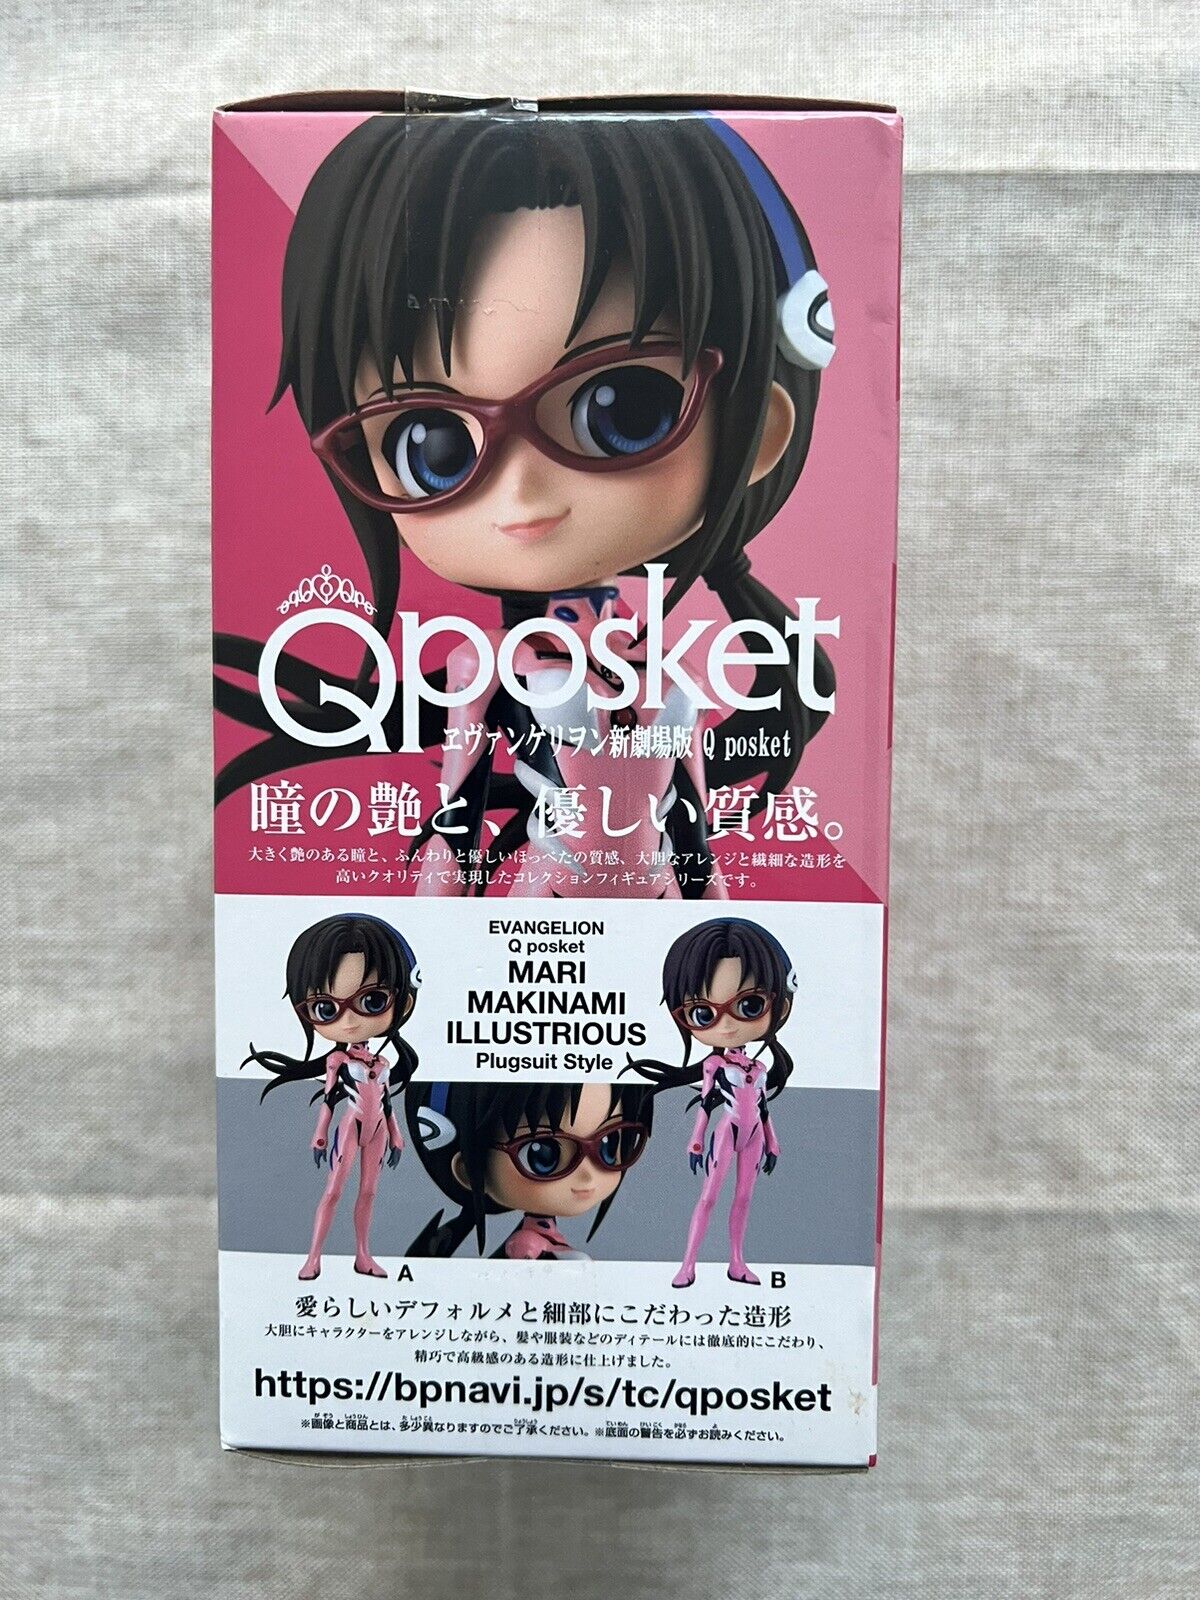 Qposket
ヱヴァンゲリヲン新劇場版 Q posket
瞳の艶と、優しい質感。
大きく艶のある瞳と、ふんわりと優しいほっぺたの質感、大胆なアレンジと繊細な造形を
高いクオリティで実現したコレクションフィギュアシリーズです。
EVANGELION
Q posket
MARI
MAKINAMI
ILLUSTRIOUS
Plugsuit Style
A
B
愛らしいデフォルメと細部にこだわった造形
大胆にキャラクターをアレンジしながら、髪や服装などのディテールには徹底的にこだわり、
精巧で高級感のある造形に仕上げました。
https://bpnavi.jp/s/tc/qposket
※画像と商品とは、多少異なりますのでご了承ください。※底面の警告を必ずお読みください。